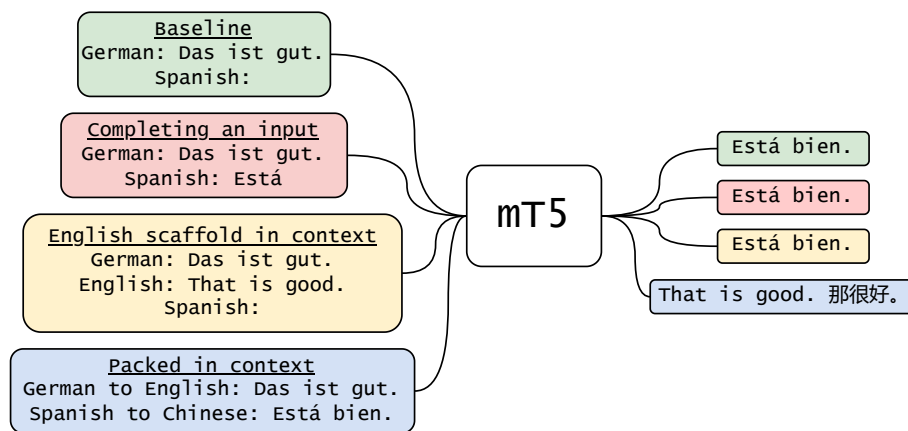 Baseline
German: Das ist gut.
Spanish:
Completing an input
German: Das ist gut.
Spanish: Está
English scaffold in context
German: Das ist gut.
English: That is good.
Spanish:
Packed in context
German to English: Das ist gut.
Spanish to Chinese: Está bien.
mT5
Está bien.
Está bien.
Está bien.
That is good. 那很好。